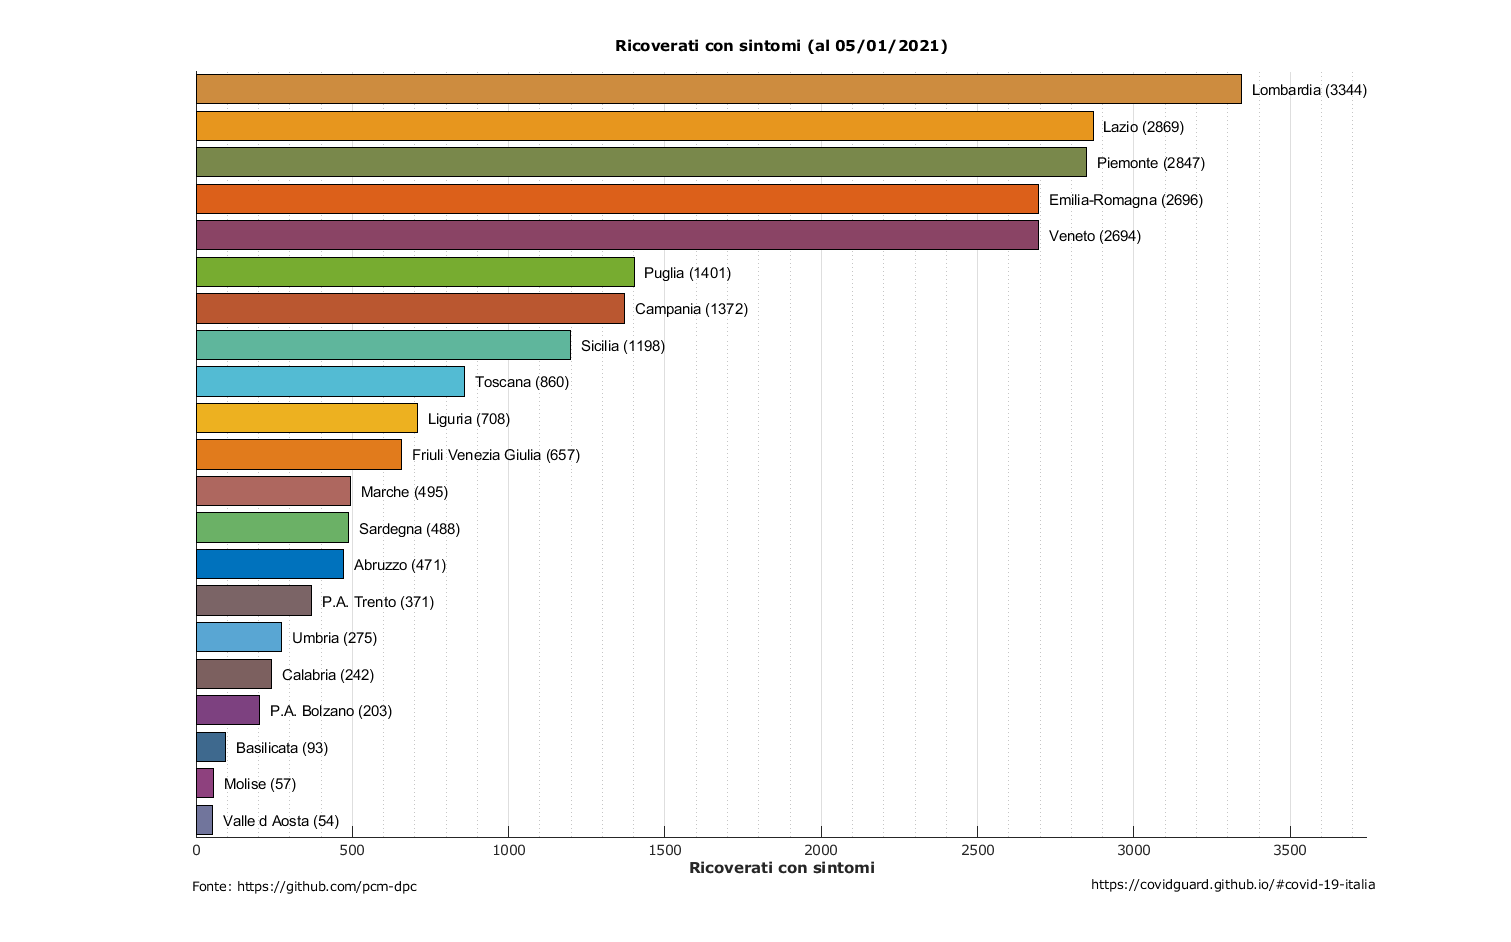 Ricoverati con sintomi (al 05/01/2021)
Lombardia (3344)
Lazio (2869)
Piemonte (2847)
Emilia-Romagna (2696)
Veneto (2694)
Puglia (1401)
Campania (1372)
Sicilia (1198)
Toscana (860)
Liguria (708)
Friuli Venezia Giulia (657)
Marche (495)
Sardegna (488)
Abruzzo (471)
P.A. Trento (371)
Umbria (275)
Calabria (242)
P.A. Bolzano (203)
Basilicata (93)
Molise (57)
Valle d Aosta (54)
0 500 1000 1500 2000 2500 3000 3500
Ricoverati con sintomi
Fonte: https://github.com/pcm-dpc
https://covidguard.github.io/#covid-19-italia